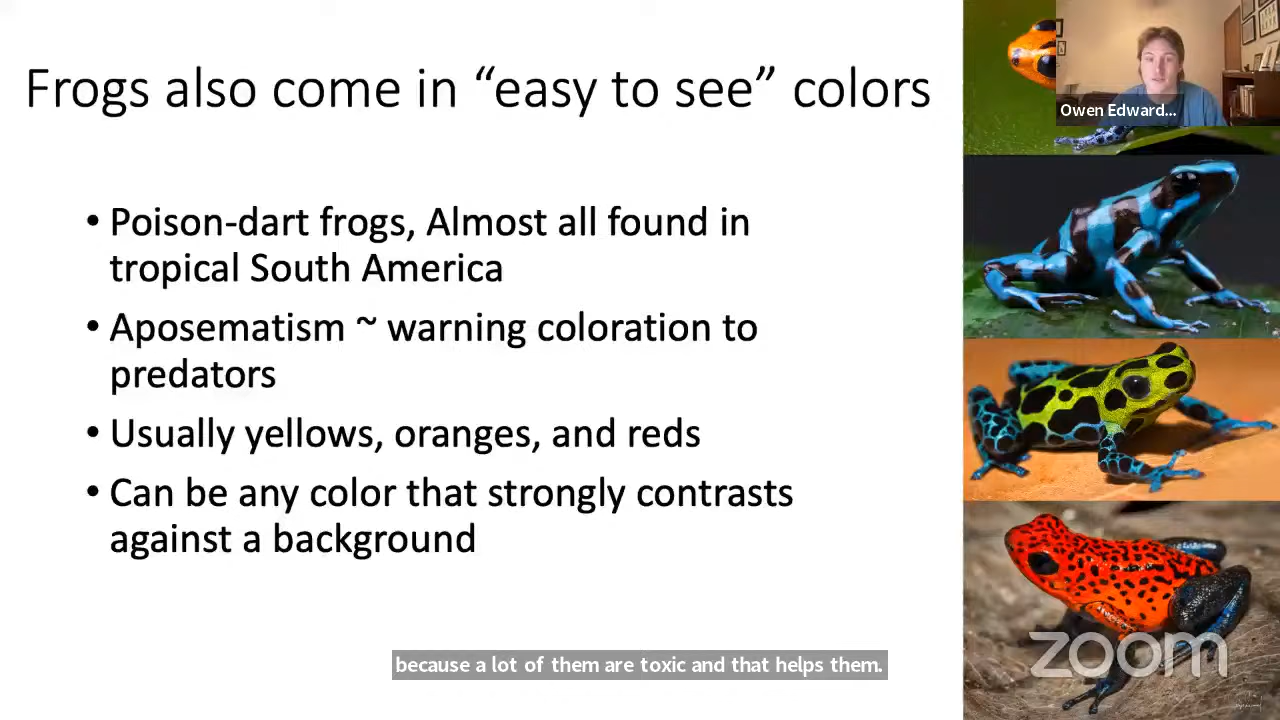 Frogs also come in “easy to see” colors
Owen Edward...
• Poison-dart frogs, Almost all found in
tropical South America
• Aposematism ~ warning coloration to
predators
• Usually yellows, oranges, and reds
• Can be any color that strongly contrasts
against a background
zoom
because a lot of them are toxic and that helps them.